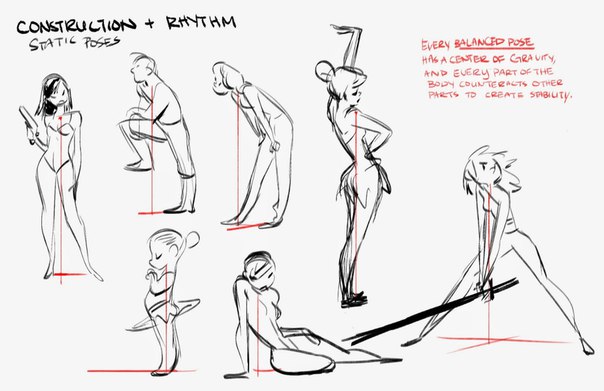 CONSTRUCTION + RHYTHM
STATIC POSES
EVERY BALANCED POSE
HAS A CENTER OF GRAVITY,
AND EVERY PART OF THE
BODY COUNTERACTS OTHER
PARTS TO CREATE STABILITY.